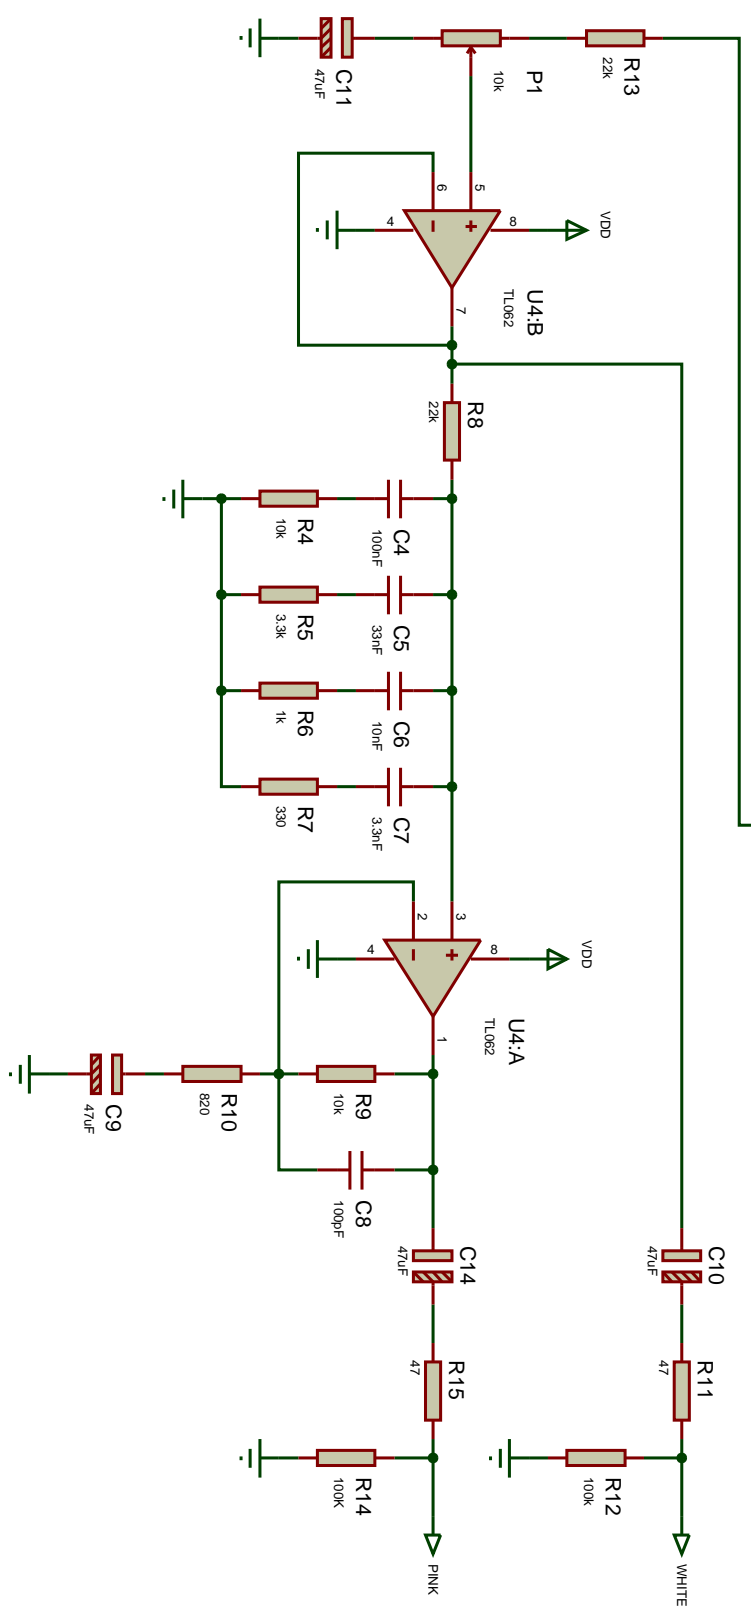 R13
22k
P1
10k
C11
47uF
VDD
5
6
8
4
+
−
7
U4:B
TL062
R8
22k
R4
10k
C4
100nF
R5
3.3k
C5
33nF
R6
1k
C6
10nF
R7
330
C7
3.3nF
VDD
3
2
8
4
+
−
1
U4:A
TL062
R9
10k
R10
820
C9
47uF
C8
100pF
C14
47uF
C10
47uF
R15
47
R11
47
R14
100K
R12
100k
PINK
WHITE